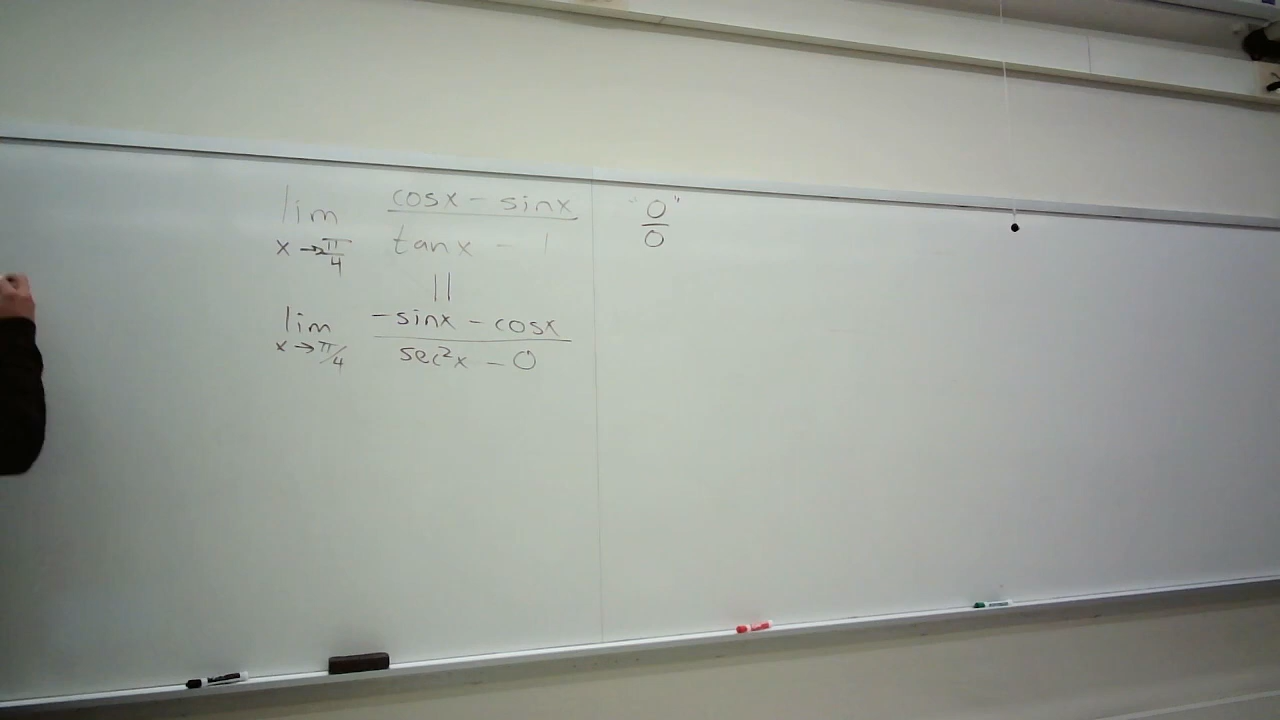 lim cosx - sinx "0"
x→π/4 tanx - 1 0
||
lim -sinx - cosx
x→π/4 sec²x - 0